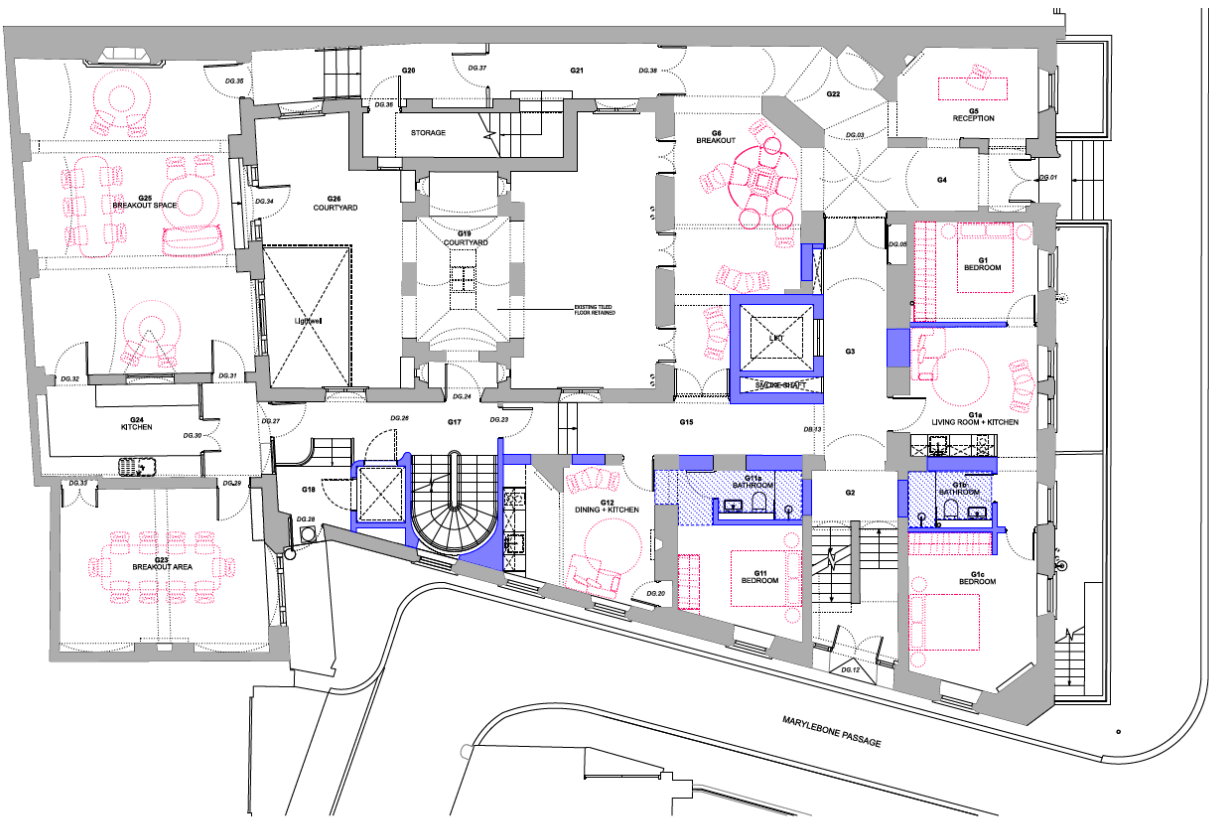 DG.35
G20
DG.37
G21
DG.38
G22
DG.36
G5
RECEPTION
STORAGE
G6
BREAKOUT
DG.03
G4
DG.01
G25
BREAKOUT SPACE
DG.34
G26
COURTYARD
G19
COURTYARD
DG.05
G1
BEDROOM
EXISTING TILED
FLOOR RETAINED
Lightwell
LIFT
G3
SMOKE SHAFT
DG.32
DG.31
DG.24
G24
KITCHEN
DG.30
DG.27
DG.26
G17
DG.23
G15
DB.13
G1a
LIVING ROOM + KITCHEN
DG.33
DG.29
G18
DG.28
G12
DINING + KITCHEN
G11a
BATHROOM
G2
G1b
BATHROOM
G23
BREAKOUT AREA
DG.20
G11
BEDROOM
G1c
BEDROOM
DG.12
MARYLEBONE PASSAGE